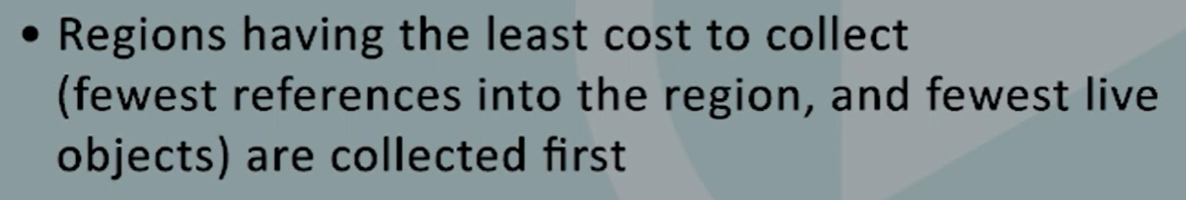 • Regions having the least cost to collect
(fewest references into the region, and fewest live
objects) are collected first